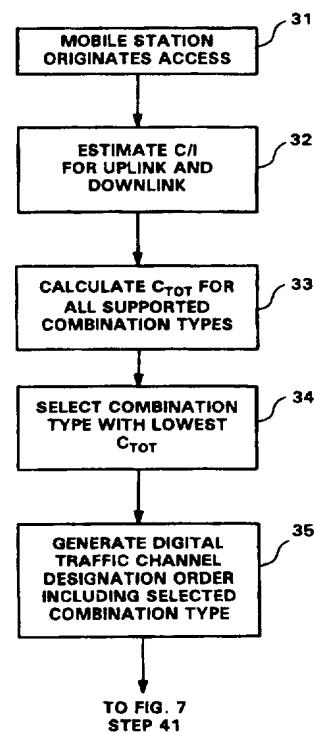 31
MOBILE STATION
ORIGINATES ACCESS
32
ESTIMATE C/I
FOR UPLINK AND
DOWNLINK
33
CALCULATE CTOT FOR
ALL SUPPORTED
COMBINATION TYPES
34
SELECT COMBINATION
TYPE WITH LOWEST
CTOT
35
GENERATE DIGITAL
TRAFFIC CHANNEL
DESIGNATION ORDER
INCLUDING SELECTED
COMBINATION TYPE
TO FIG. 7
STEP 41